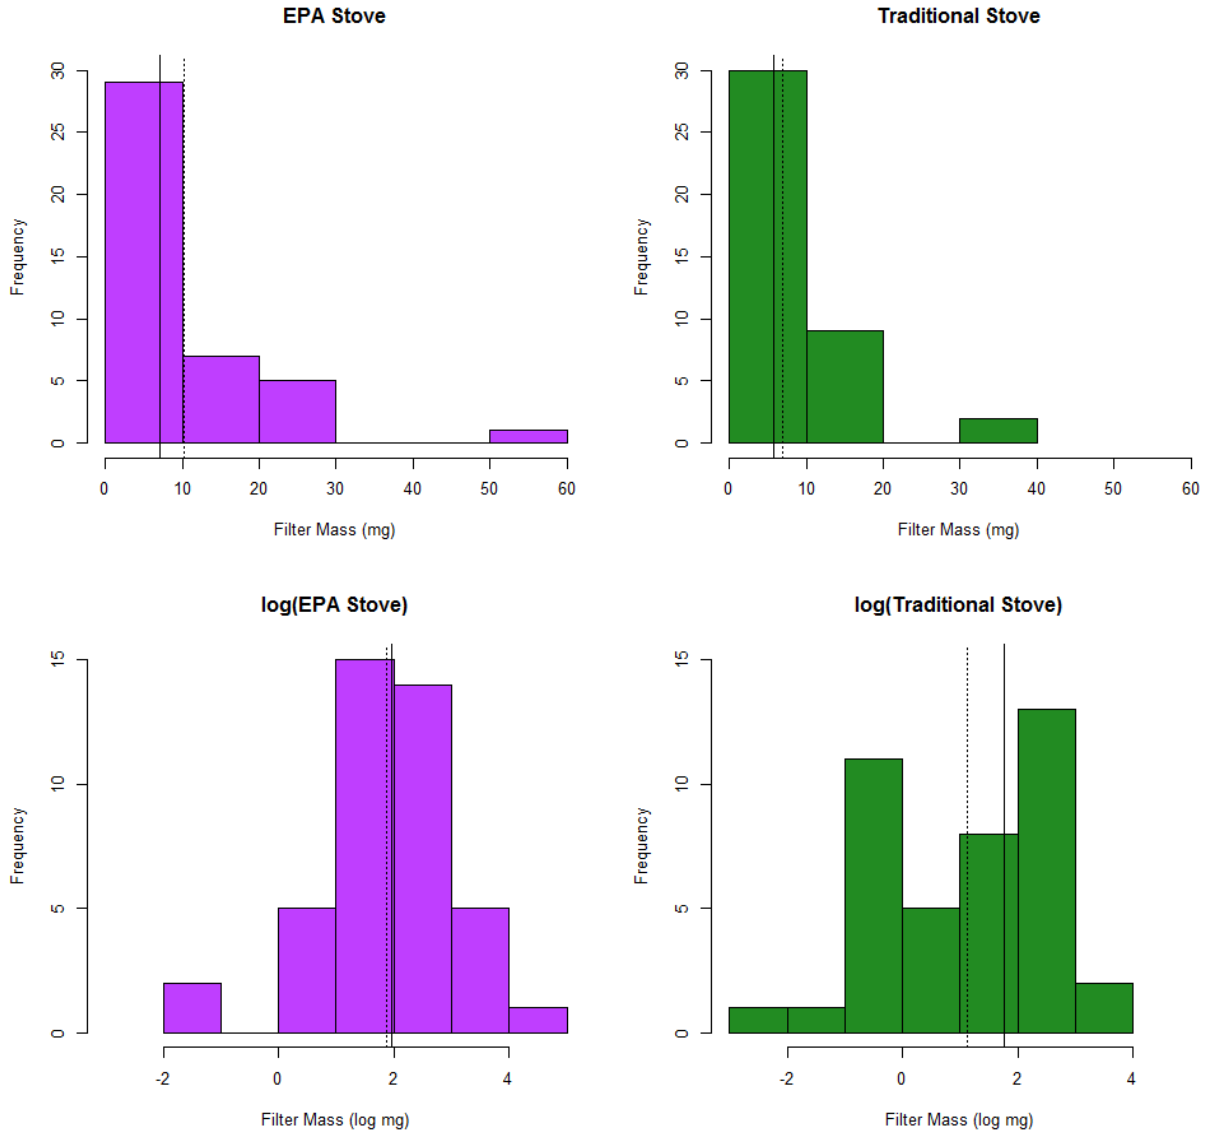 EPA Stove
Frequency
0 5 10 15 20 25 30
0 10 20 30 40 50 60
Filter Mass (mg)
Traditional Stove
Frequency
0 5 10 15 20 25 30
0 10 20 30 40 50 60
Filter Mass (mg)
log(EPA Stove)
Frequency
0 5 10 15
-2 0 2 4
Filter Mass (log mg)
log(Traditional Stove)
Frequency
0 5 10 15
-2 0 2 4
Filter Mass (log mg)